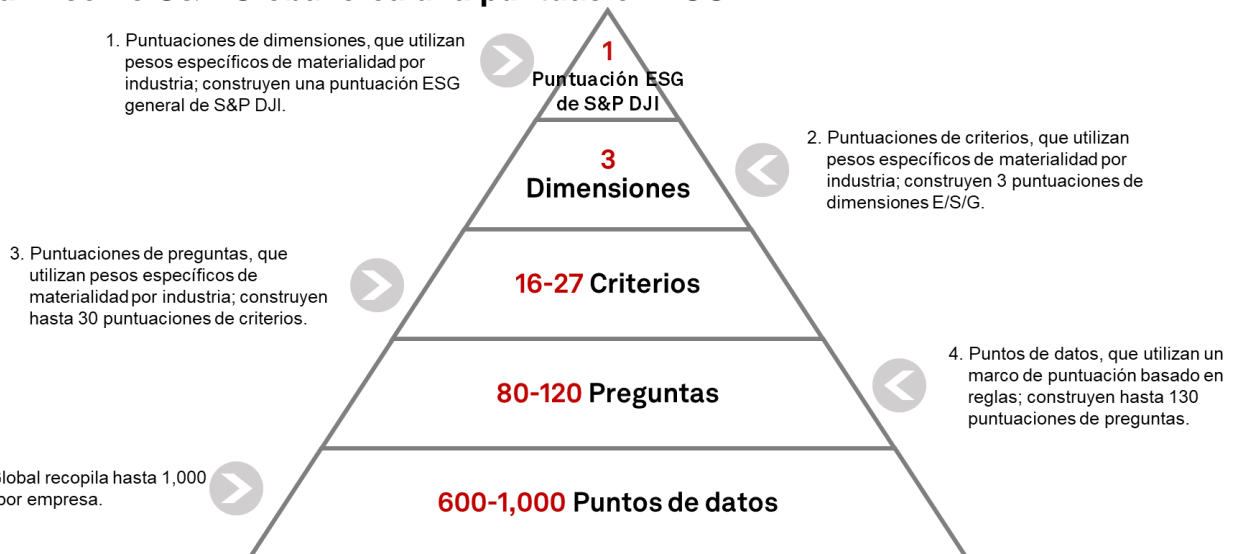 1. Puntuaciones de dimensiones, que utilizan
pesos específicos de materialidad por
industria; construyen una puntuación ESG
general de S&P DJI.
1
Puntuación ESG
de S&P DJI
2. Puntuaciones de criterios, que utilizan
pesos específicos de materialidad por
industria; construyen 3 puntuaciones de
dimensiones E/S/G.
3
Dimensiones
3. Puntuaciones de preguntas, que
utilizan pesos específicos de
materialidad por industria; construyen
hasta 30 puntuaciones de criterios.
16-27 Criterios
4. Puntos de datos, que utilizan un
marco de puntuación basado en
reglas; construyen hasta 130
puntuaciones de preguntas.
80-120 Preguntas
Global recopila hasta 1,000
por empresa.
600-1,000 Puntos de datos